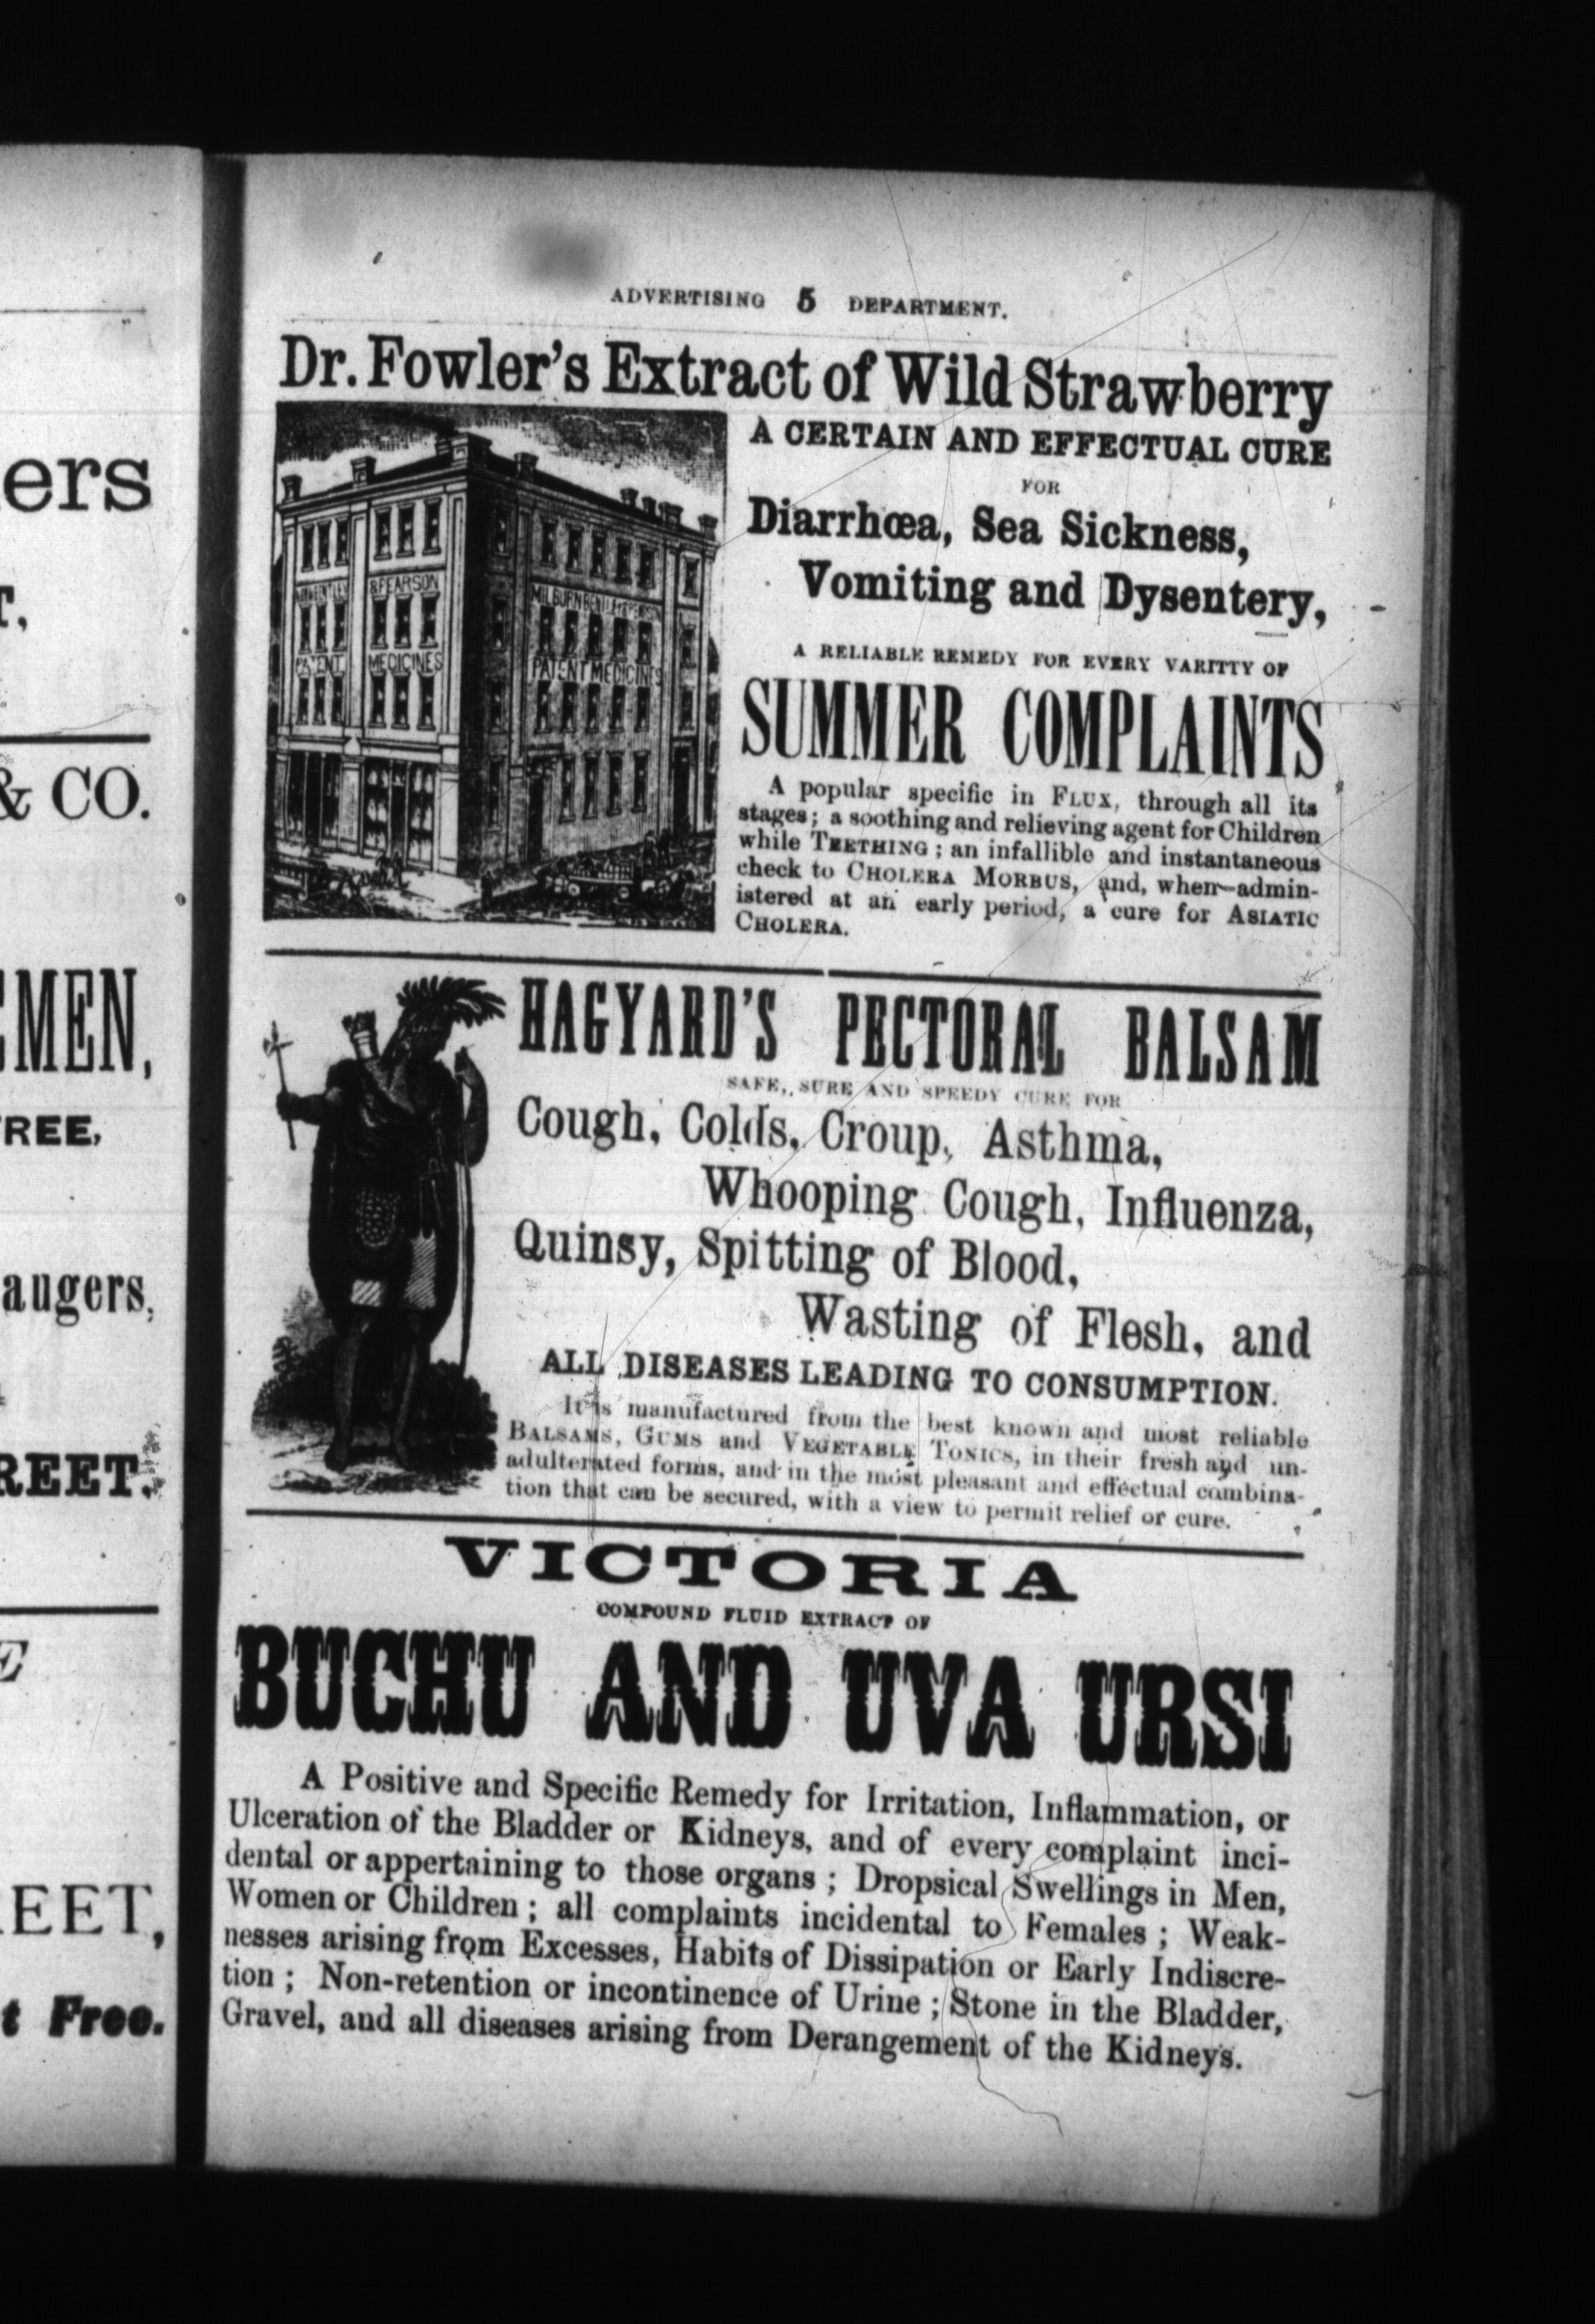 ers
T,
& CO.
EMEN,
REE,
augers,
REET.
E
EET,
t Free.
ADVERTISING 5 DEPARTMENT.
Dr. Fowler's Extract of Wild Strawberry
& PEARSON
MILBURN BENTLEY & PEARSON
PATENT MEDICINES
PATENT MEDICINES
A CERTAIN AND EFFECTUAL CURE
FOR
Diarrhœa, Sea Sickness,
Vomiting and Dysentery,
A RELIABLE REMEDY FOR EVERY VARITTY OF
SUMMER COMPLAINTS
A popular specific in FLUX, through all its
stages; a soothing and relieving agent for Children
while TEETHING; an infallible and instantaneous
check to CHOLERA MORBUS, and, when admin-
istered at an early period, a cure for ASIATIC
CHOLERA.
HAGYARD'S PECTORAL BALSAM
SAFE, SURE AND SPEEDY CURE FOR
Cough, Colds, Croup, Asthma,
Whooping Cough, Influenza,
Quinsy, Spitting of Blood,
Wasting of Flesh, and
ALL DISEASES LEADING TO CONSUMPTION.
It is manufactured from the best known and most reliable
BALSAMS, GUMS and VEGETABLE TONICS, in their fresh and un-
adulterated forms, and in the most pleasant and effectual combina-
tion that can be secured, with a view to permit relief or cure.
VICTORIA
COMPOUND FLUID EXTRACT OF
BUCHU AND UVA URSI
A Positive and Specific Remedy for Irritation, Inflammation, or
Ulceration of the Bladder or Kidneys, and of every complaint inci-
dental or appertaining to those organs; Dropsical Swellings in Men,
Women or Children; all complaints incidental to Females; Weak-
nesses arising from Excesses, Habits of Dissipation or Early Indiscre-
tion; Non-retention or incontinence of Urine; Stone in the Bladder,
Gravel, and all diseases arising from Derangement of the Kidneys.